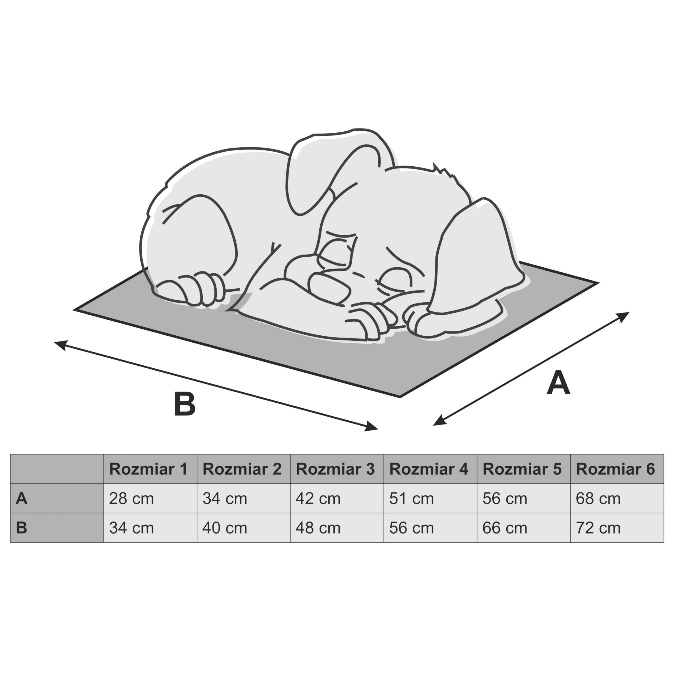 B
A
Rozmiar 1 Rozmiar 2 Rozmiar 3 Rozmiar 4 Rozmiar 5 Rozmiar 6
A 28 cm 34 cm 42 cm 51 cm 56 cm 68 cm
B 34 cm 40 cm 48 cm 56 cm 66 cm 72 cm